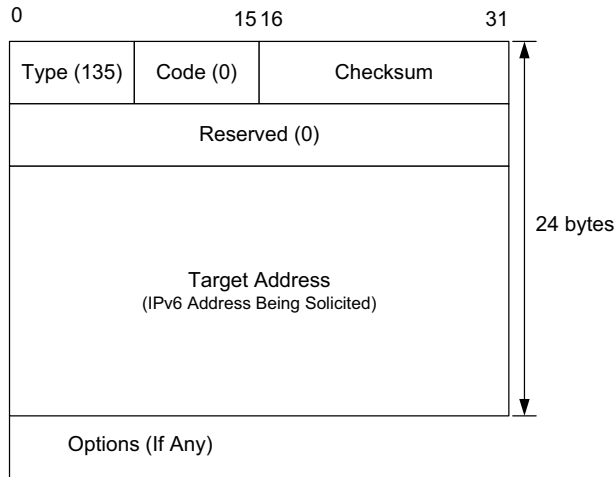 0 15 16 31
Type (135) Code (0) Checksum
Reserved (0)
24 bytes
Target Address
(IPv6 Address Being Solicited)
Options (If Any)